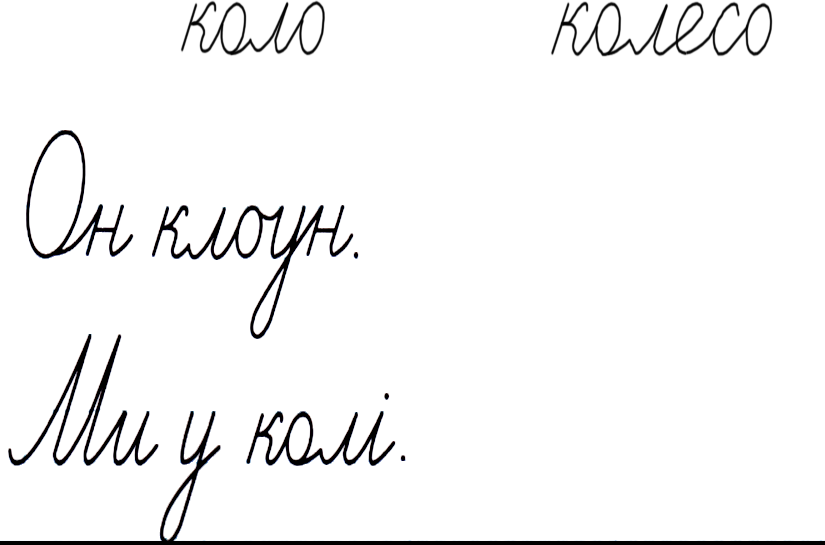 коло колесо
Он клоун.
Ми у колі.